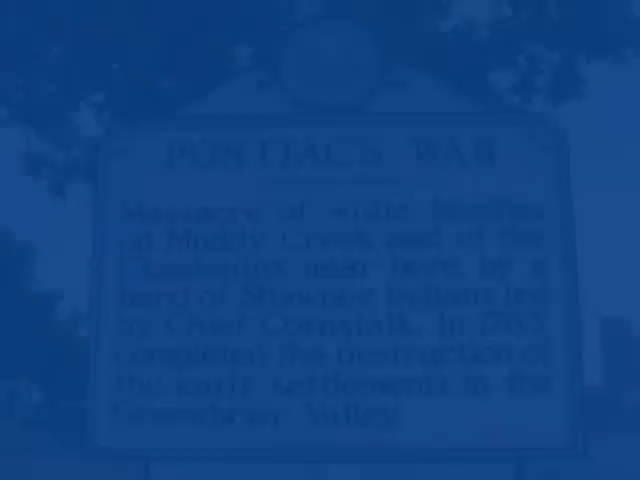 PONTIAC'S WAR
Massacre of white families
at Muddy Creek and of the
Clendenins near here, by a
band of Shawnee Indians led
by Chief Cornstalk, in 1763
completed the destruction of
the early settlements in the
Greenbrier Valley.